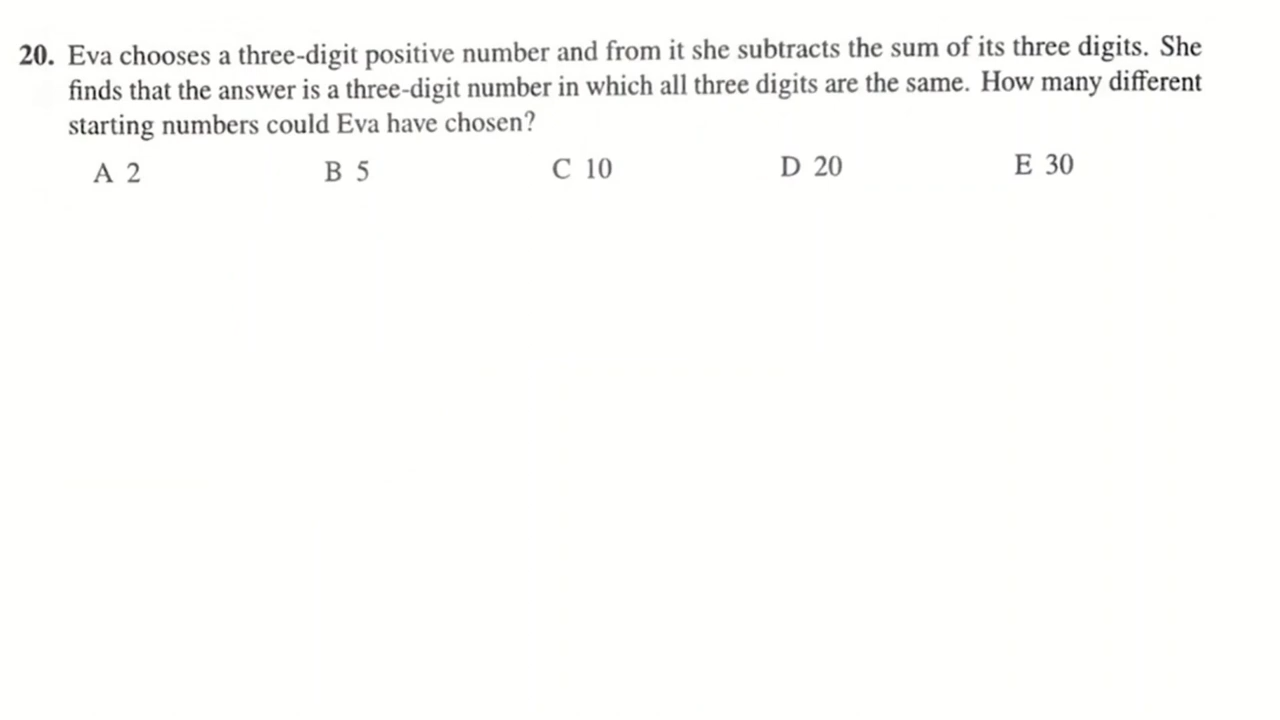 20. Eva chooses a three-digit positive number and from it she subtracts the sum of its three digits. She
finds that the answer is a three-digit number in which all three digits are the same. How many different
starting numbers could Eva have chosen?
A 2 B 5 C 10 D 20 E 30